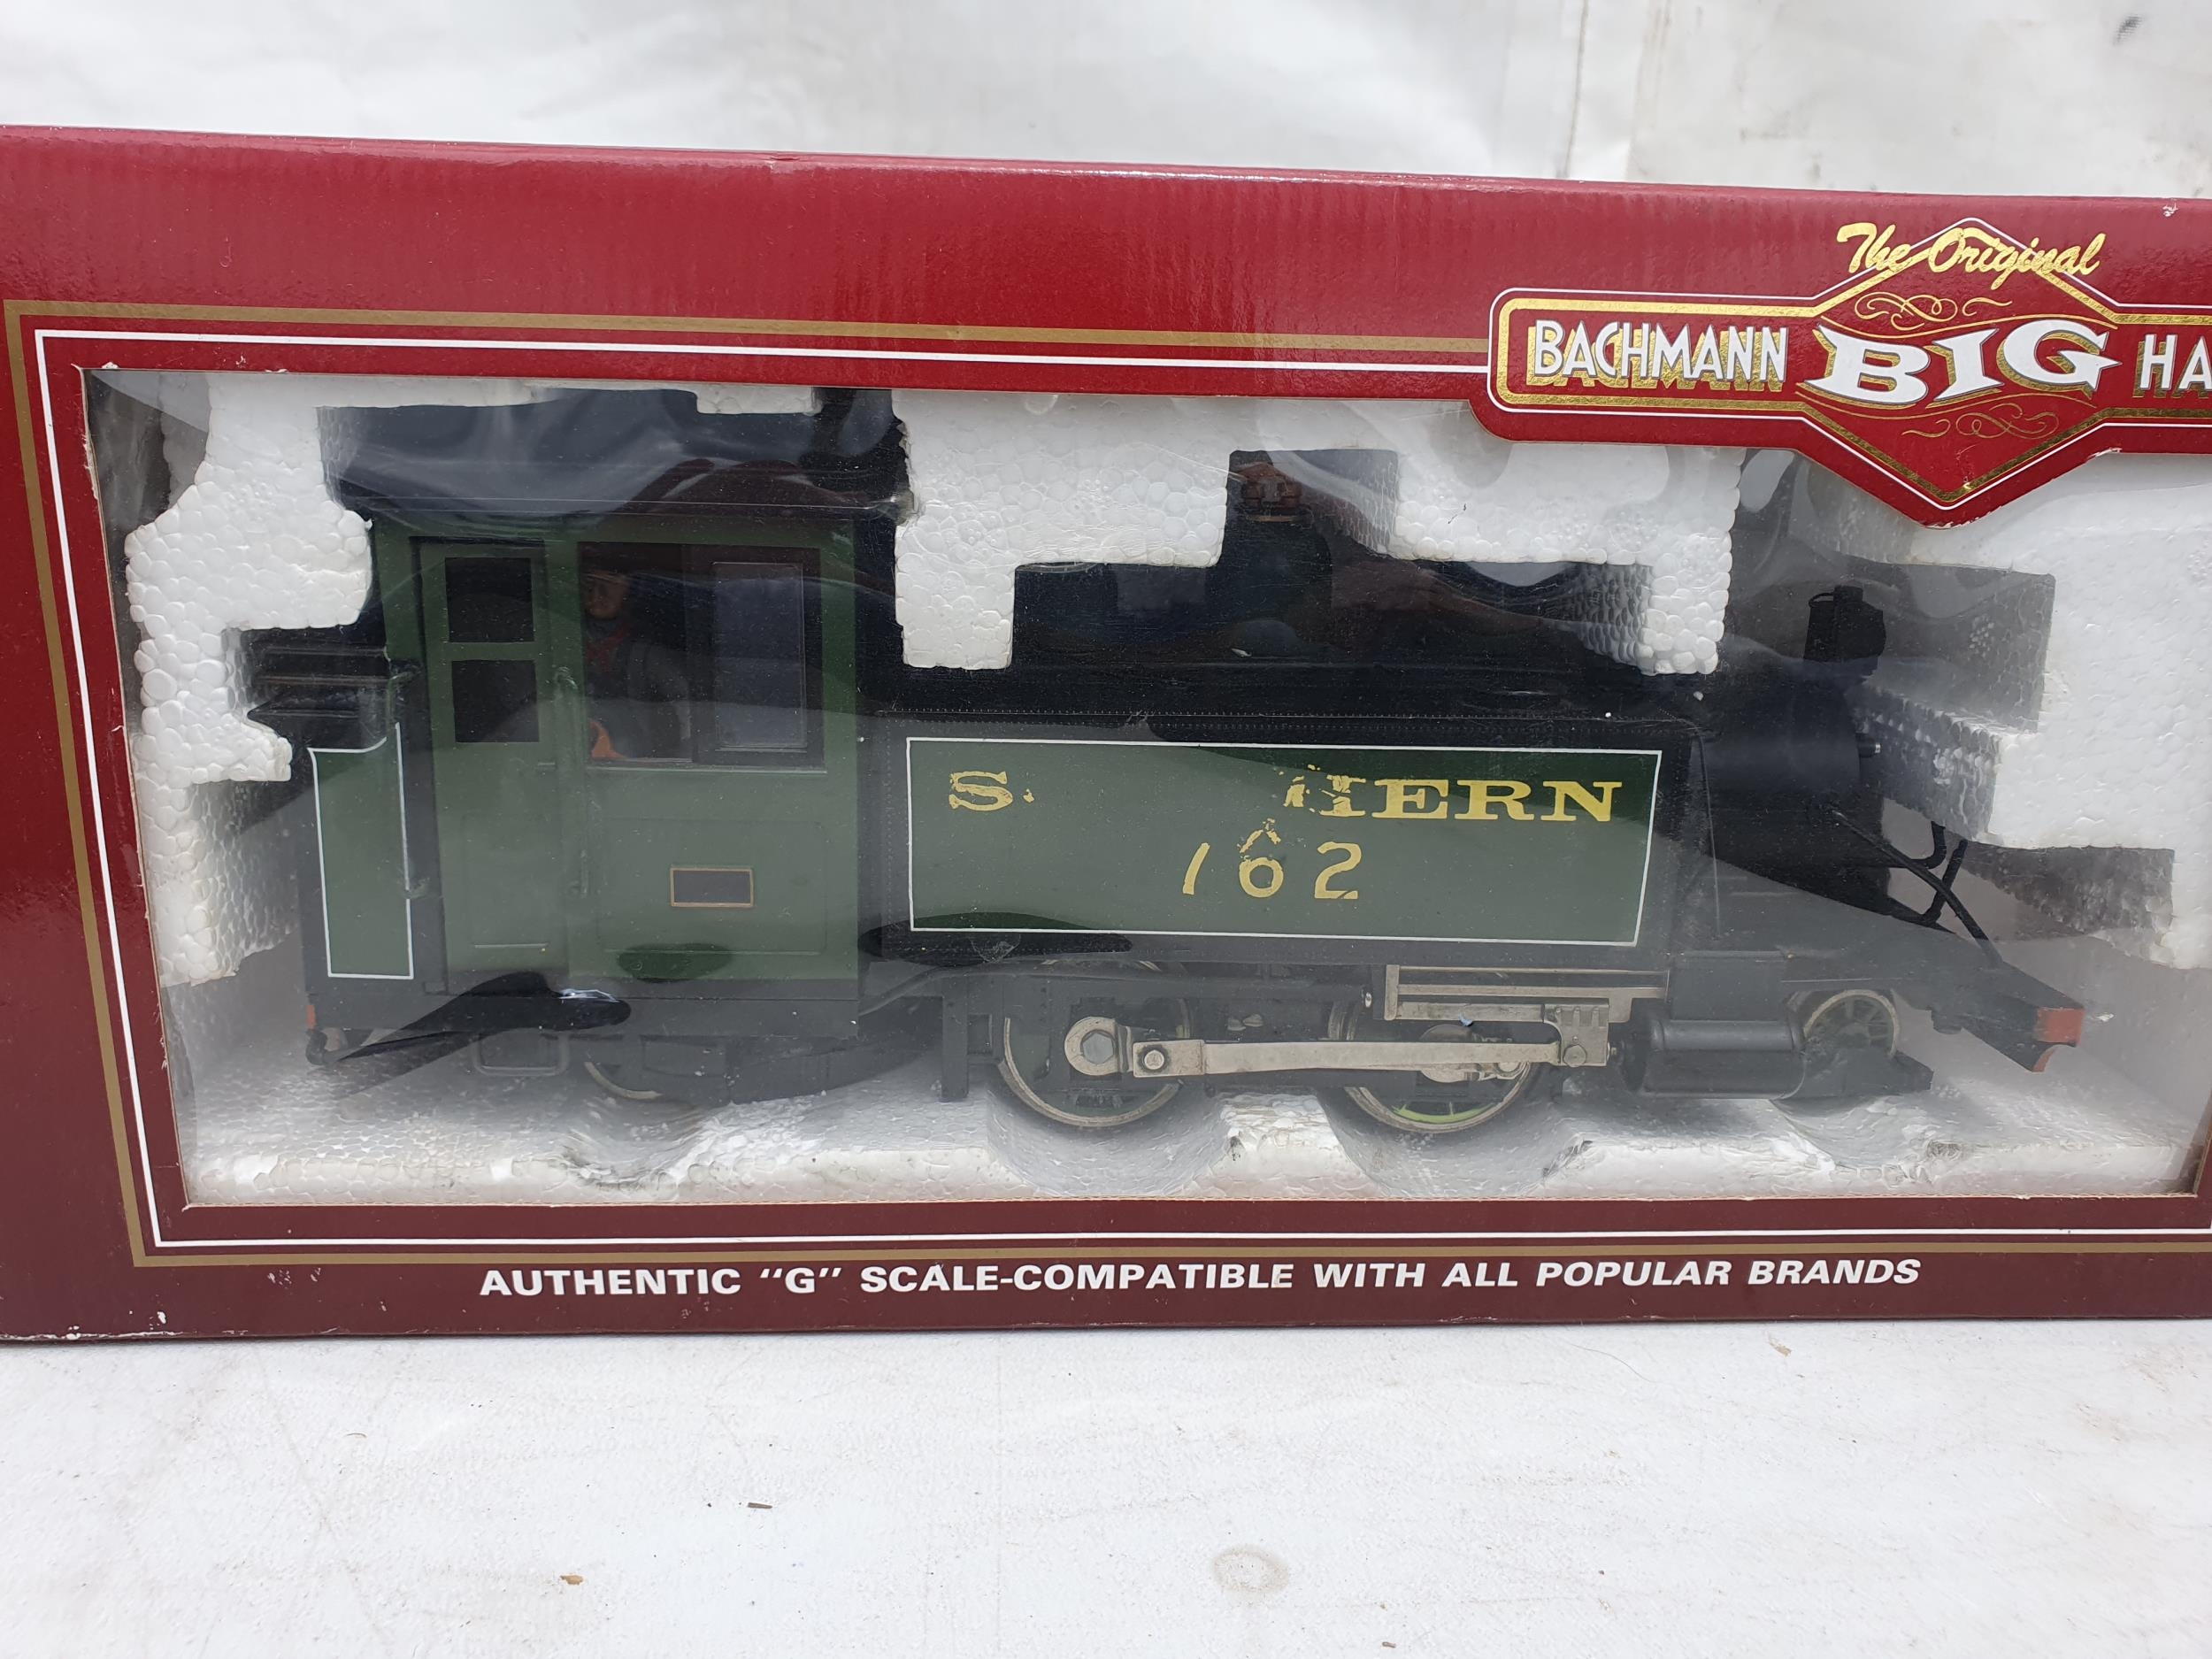 The Original
BACHMANN BIG HA
S HERN
162
AUTHENTIC "G" SCALE-COMPATIBLE WITH ALL POPULAR BRANDS